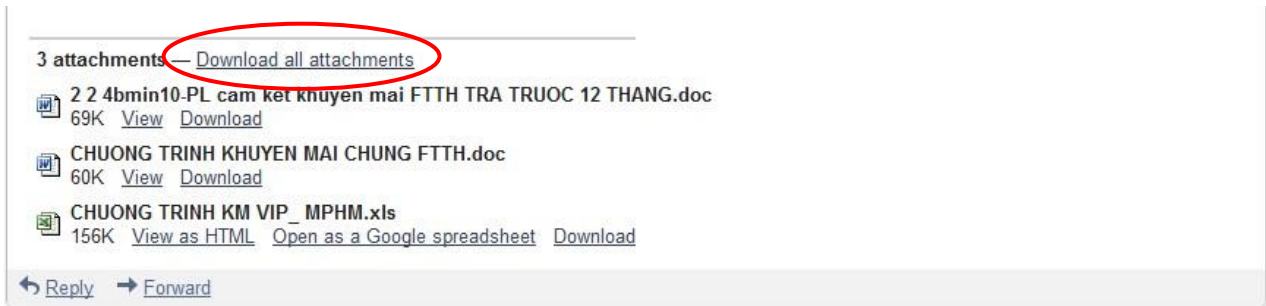 3 attachments — Download all attachments
2 2 4bmin10-PL cam ket khuyen mai FTTH TRA TRUOC 12 THANG.doc
69K View Download
CHUONG TRINH KHUYEN MAI CHUNG FTTH.doc
60K View Download
CHUONG TRINH KM VIP_ MPHM.xls
156K View as HTML Open as a Google spreadsheet Download
Reply Forward